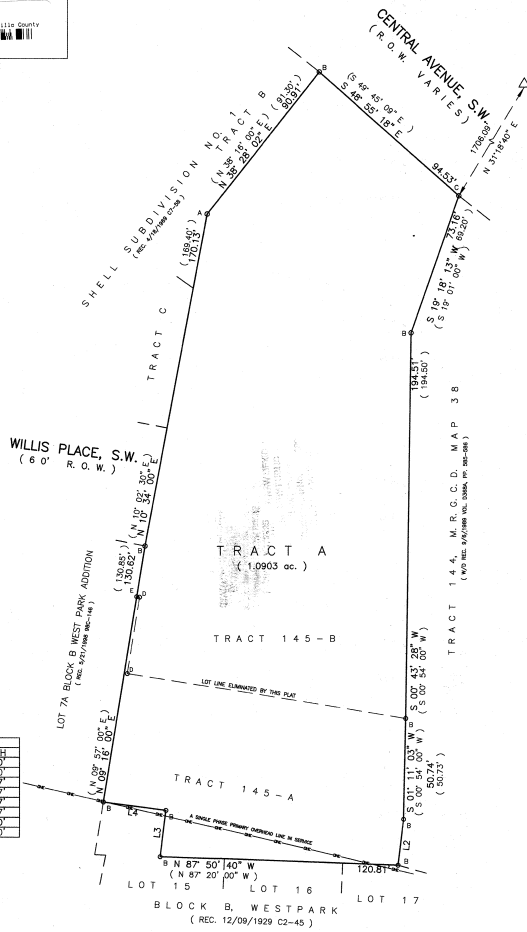 CENTRAL AVENUE, S.W.
( R. O. W. VARIES )
B
(S 49° 45' 09" E)
S 48° 55' 18" E
94.53'
C
1706.09'
N 31°18'40" E
( N 38° 16' 00" E ) ( 91.30' )
N 38° 28' 02" E 90.91'
TRACT B
SHELL SUBDIVISION NO. 1
A
( 169.40' )
170.13'
TRACT C
73.16'
69.20' )
S 19° 18' 13" W
( S 19° 01' 00" W )
B
194.51'
( 194.50' )
TRACT 144, M. R. G. C. D. MAP 38
WILLIS PLACE, S.W.
( 60' R. O. W. )
( N 10° 02' 30" E )
N 10° 34' 00" E
B
( 130.85' )
130.62'
E
D
TRACT A
( 1.0903 ac. )
TRACT 145-B
LOT 7A BLOCK B WEST PARK ADDITION
D
LOT LINE ELIMINATED BY THIS PLAT
S 00° 43' 28" W
( S 00° 54' 00" W )
B
( N 09° 57' 00" E )
N 09° 16' 00" E
TRACT 145-A
S 01° 11' 03" W
( S 00° 54' 00" W )
50.74'
( 50.73' )
B
B
L4
B
A SINGLE PHASE PRIMARY OVERHEAD LINE IN SERVICE
L3
L2
B
N 87° 50' 40" W
( N 87° 20' 00" W )
120.81'
B
LOT 15
LOT 16
LOT 17
BLOCK B, WESTPARK
( REC. 12/09/1929 C2-45 )